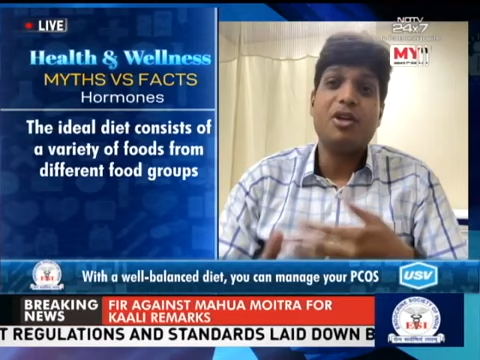 LIVE
NDTV
24x7
MY
Health & Wellness
MYTHS VS FACTS
Hormones
The ideal diet consists of
a variety of foods from
different food groups
With a well-balanced diet, you can manage your PCOS
USV
BREAKING
NEWS
FIR AGAINST MAHUA MOITRA FOR
KAALI REMARKS
T REGULATIONS AND STANDARDS LAID DOWN B
ESI